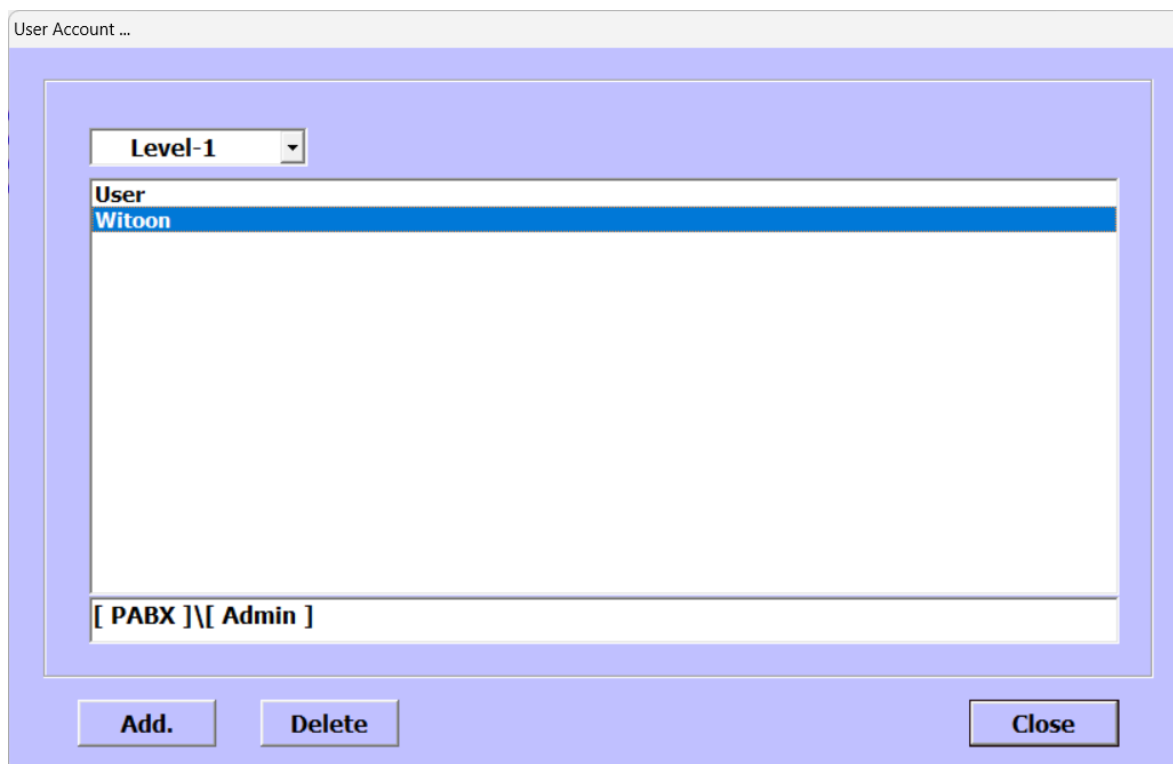 User Account ...
Level-1
User
Witoon
[ PABX ]\[ Admin ]
Add.
Delete
Close